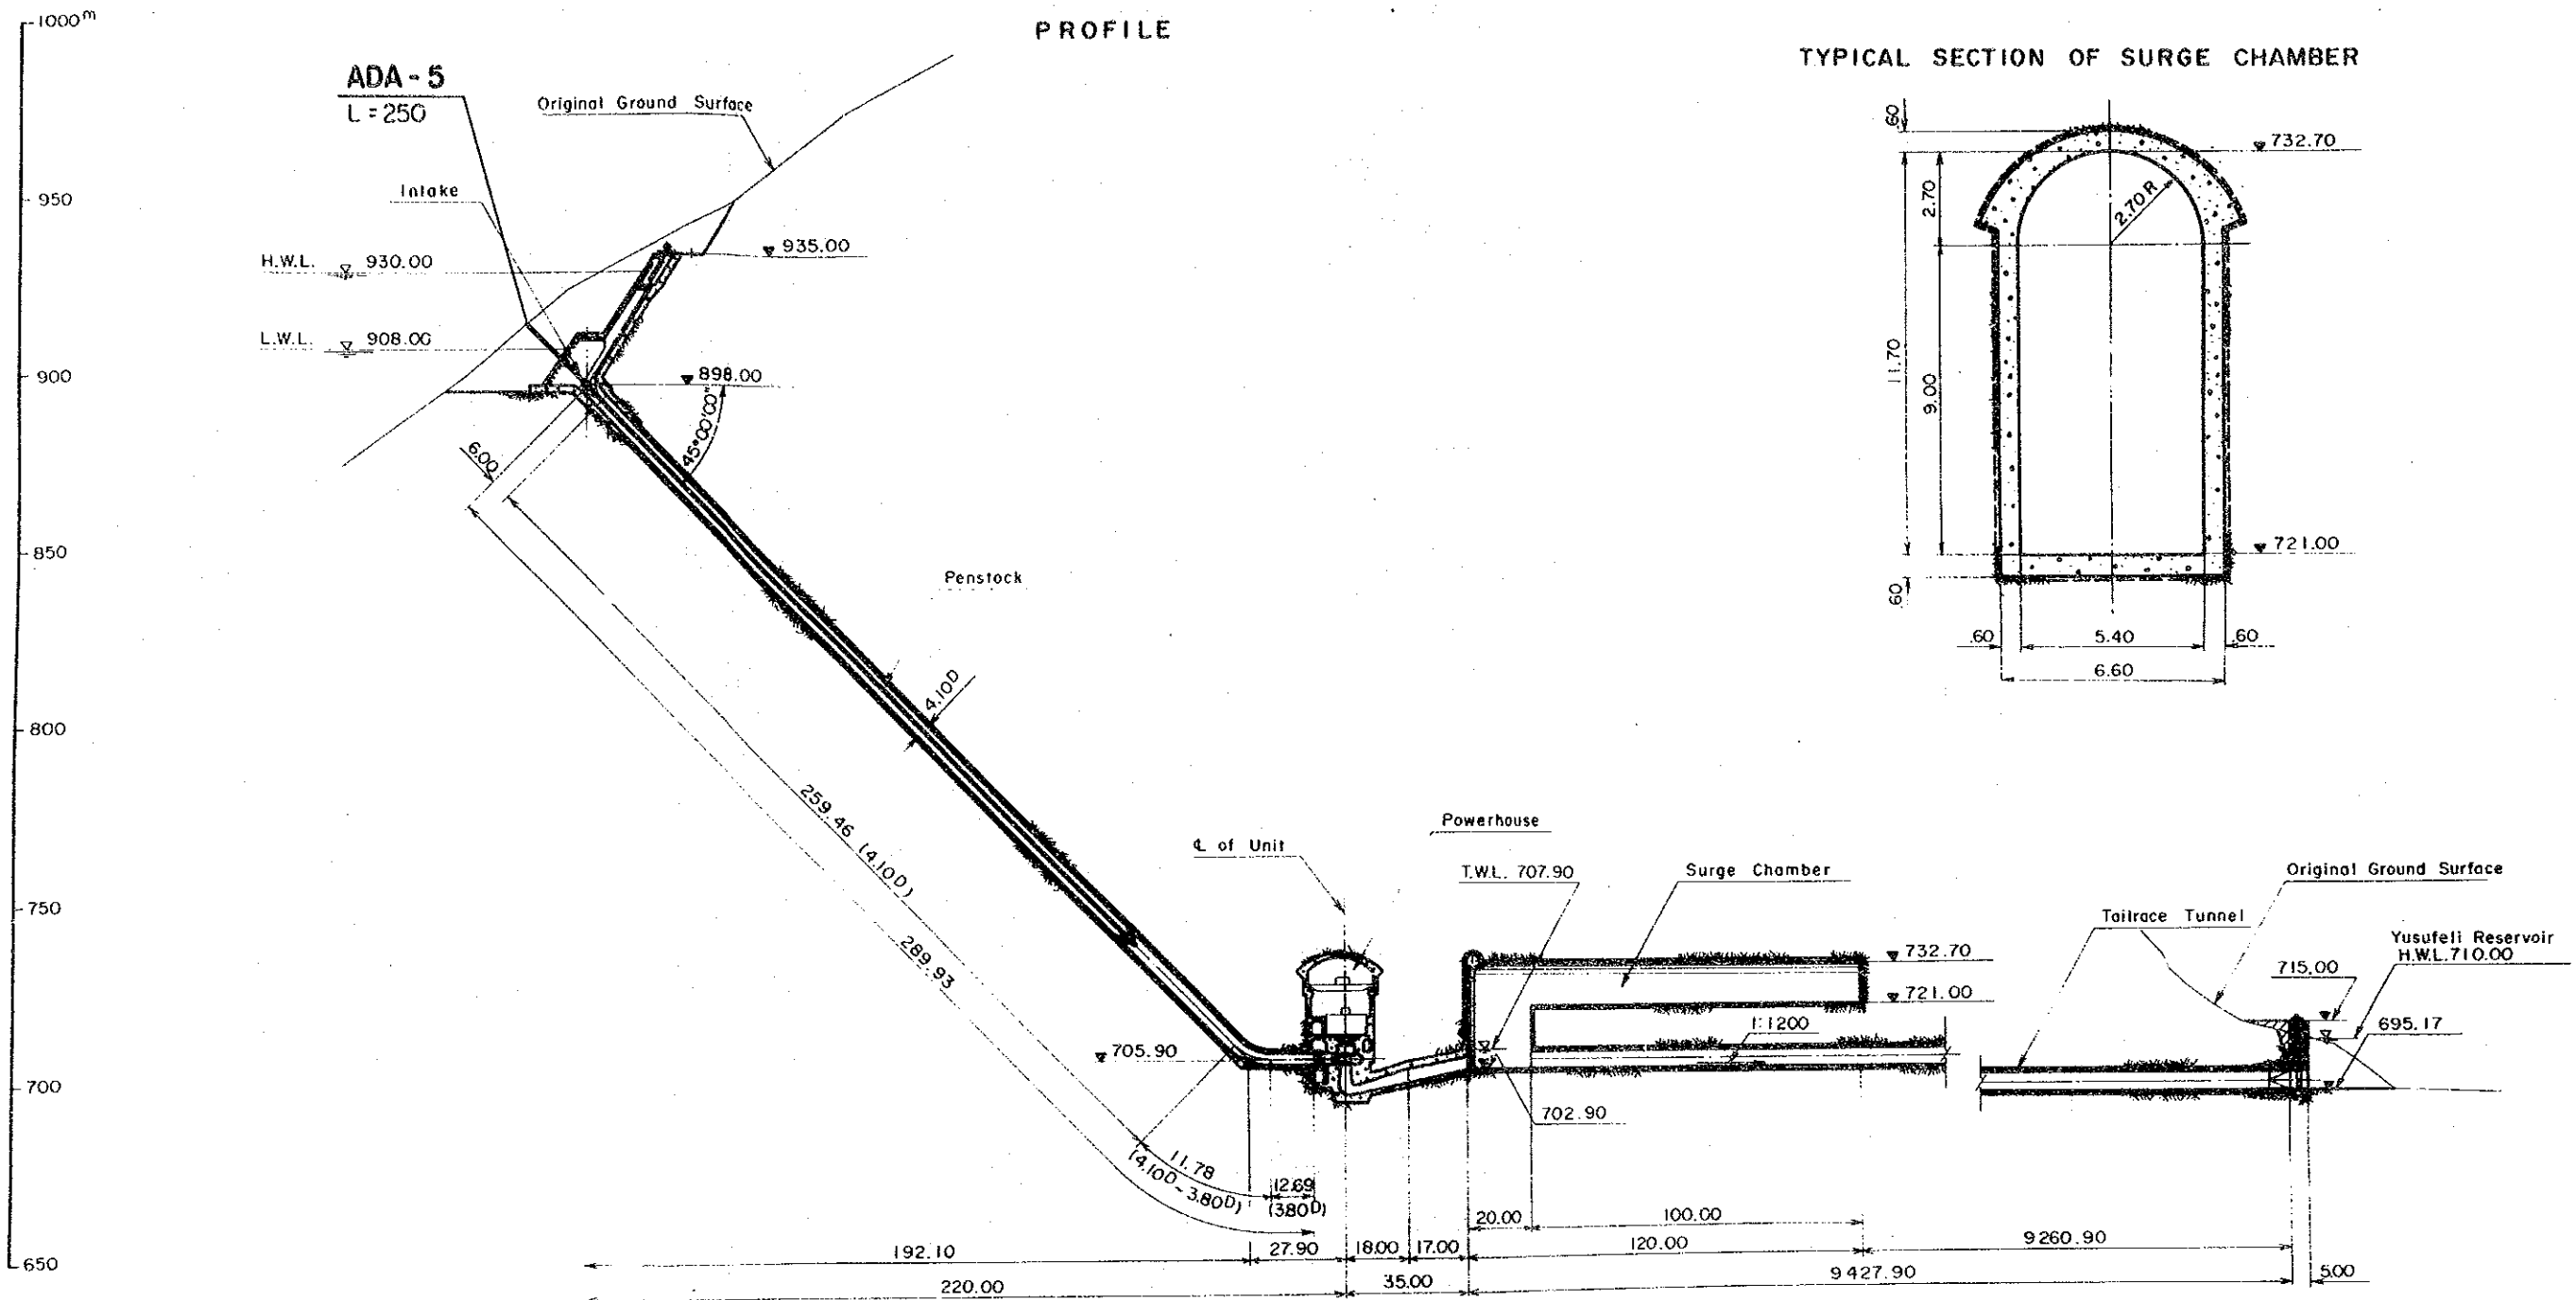 PROFILE
TYPICAL SECTION OF SURGE CHAMBER
1000m
950
900
850
800
750
700
650
ADA-5
L=250
Original Ground Surface
Intake
H.W.L. 930.00
935.00
L.W.L. 908.00
898.00
45°00'00"
6.00
Penstock
4.10D
259.46 (4.10D)
289.93
11.78
(4.10D~3.80D)
12.69
(3.80D)
705.90
℄ of Unit
Powerhouse
T.W.L. 707.90
Surge Chamber
732.70
721.00
1:1200
702.90
Tailrace Tunnel
Original Ground Surface
Yusufeli Reservoir
H.W.L.710.00
715.00
695.17
20.00
100.00
192.10
27.90
18.00
17.00
120.00
9260.90
220.00
35.00
9427.90
5.00
.60
732.70
2.70
2.70R
11.70
9.00
721.00
.60
.60
5.40
.60
6.60